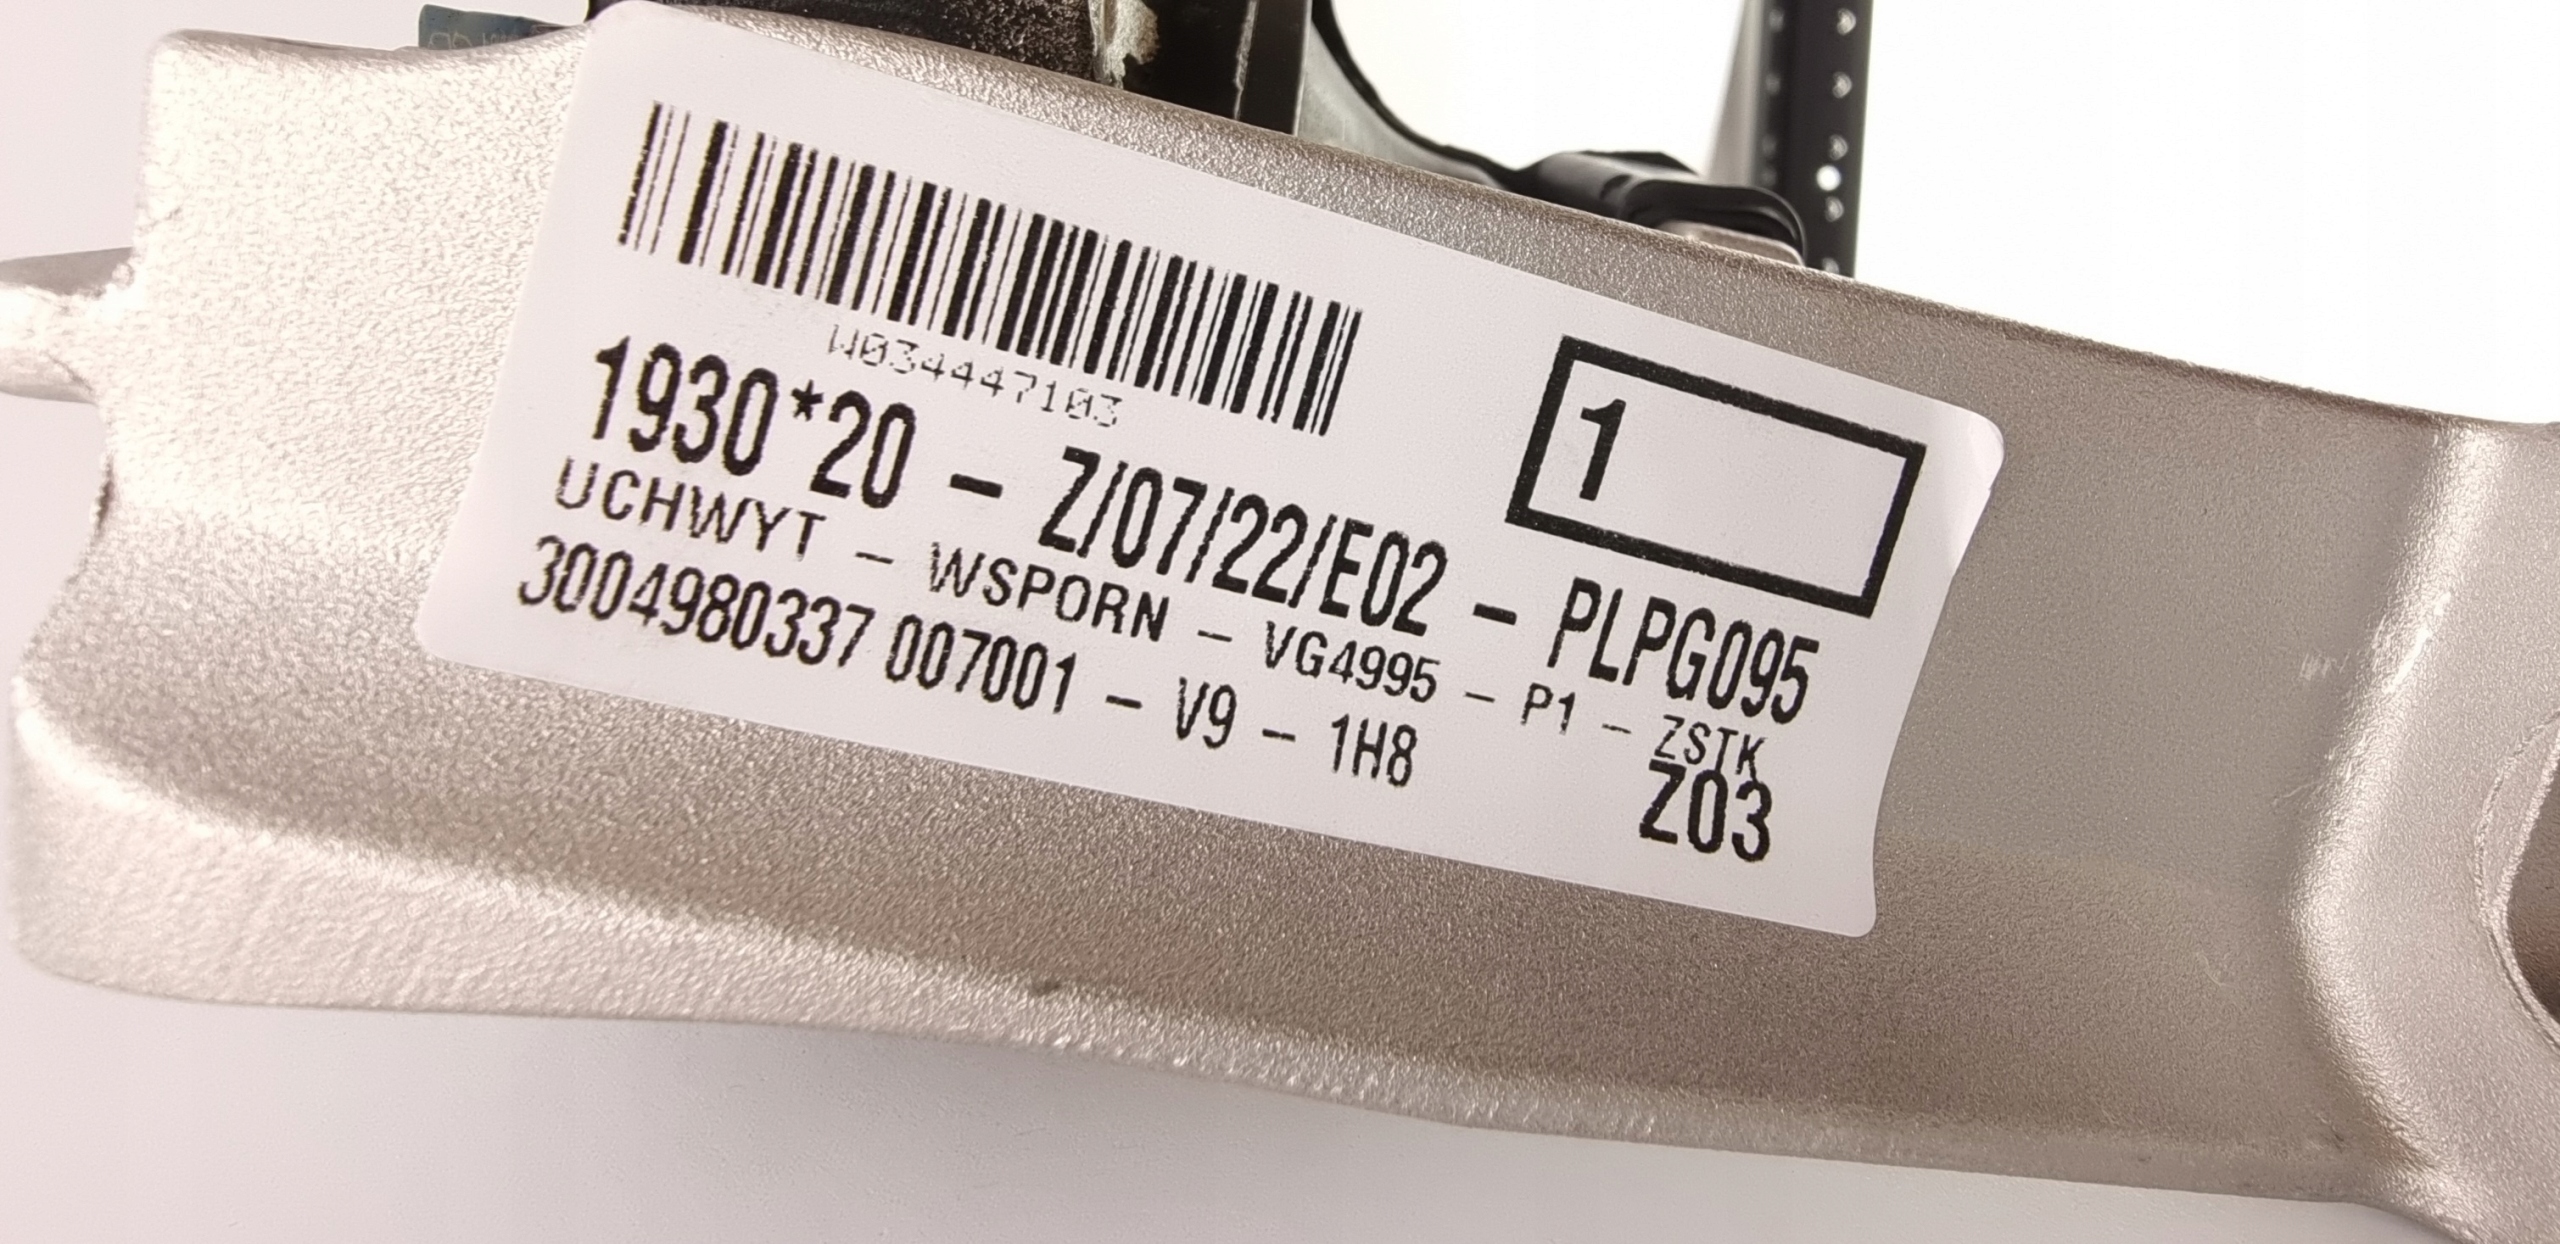 W034447103
1
1930*20 - Z/07/22/E02 - PLPG095
UCHWYT - WSPORN - VG4995 - P1 - ZSTK
3004980337 007001 - V9 - 1H8
Z03